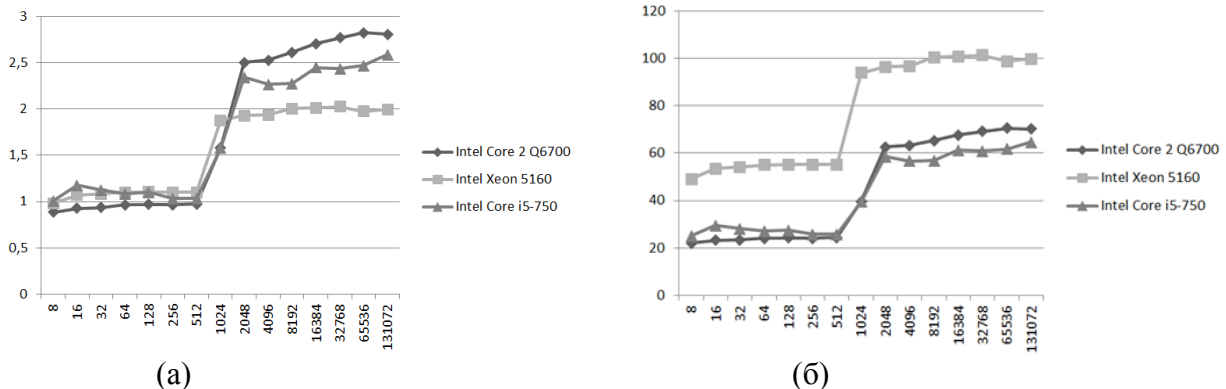 3
2,5
2
1,5
1
0,5
0
8 16 32 64 128 256 512 1024 2048 4096 8192 16384 32768 65536 131072
Intel Core 2 Q6700
Intel Xeon 5160
Intel Core i5-750
(а)
120
100
80
60
40
20
0
8 16 32 64 128 256 512 1024 2048 4096 8192 16384 32768 65536 131072
Intel Core 2 Q6700
Intel Xeon 5160
Intel Core i5-750
(б)